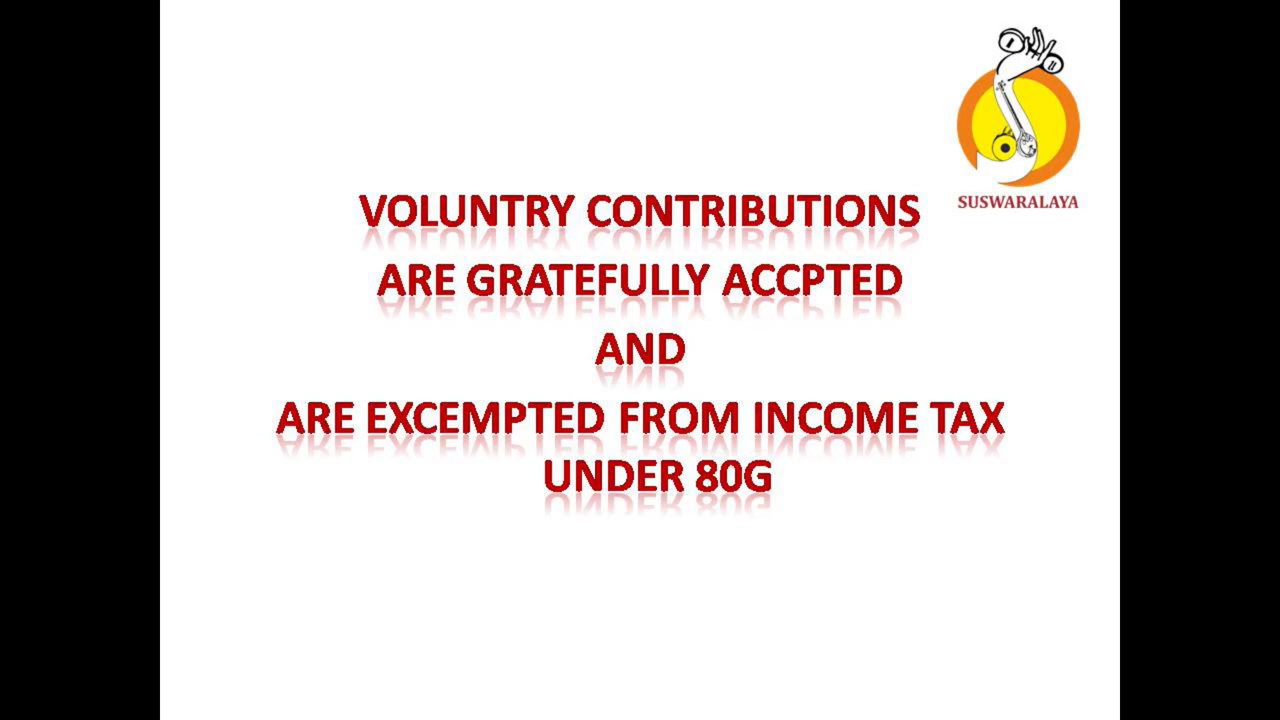 SUSWARALAYA
VOLUNTRY CONTRIBUTIONS
ARE GRATEFULLY ACCPTED
AND
ARE EXCEMPTED FROM INCOME TAX
UNDER 80G